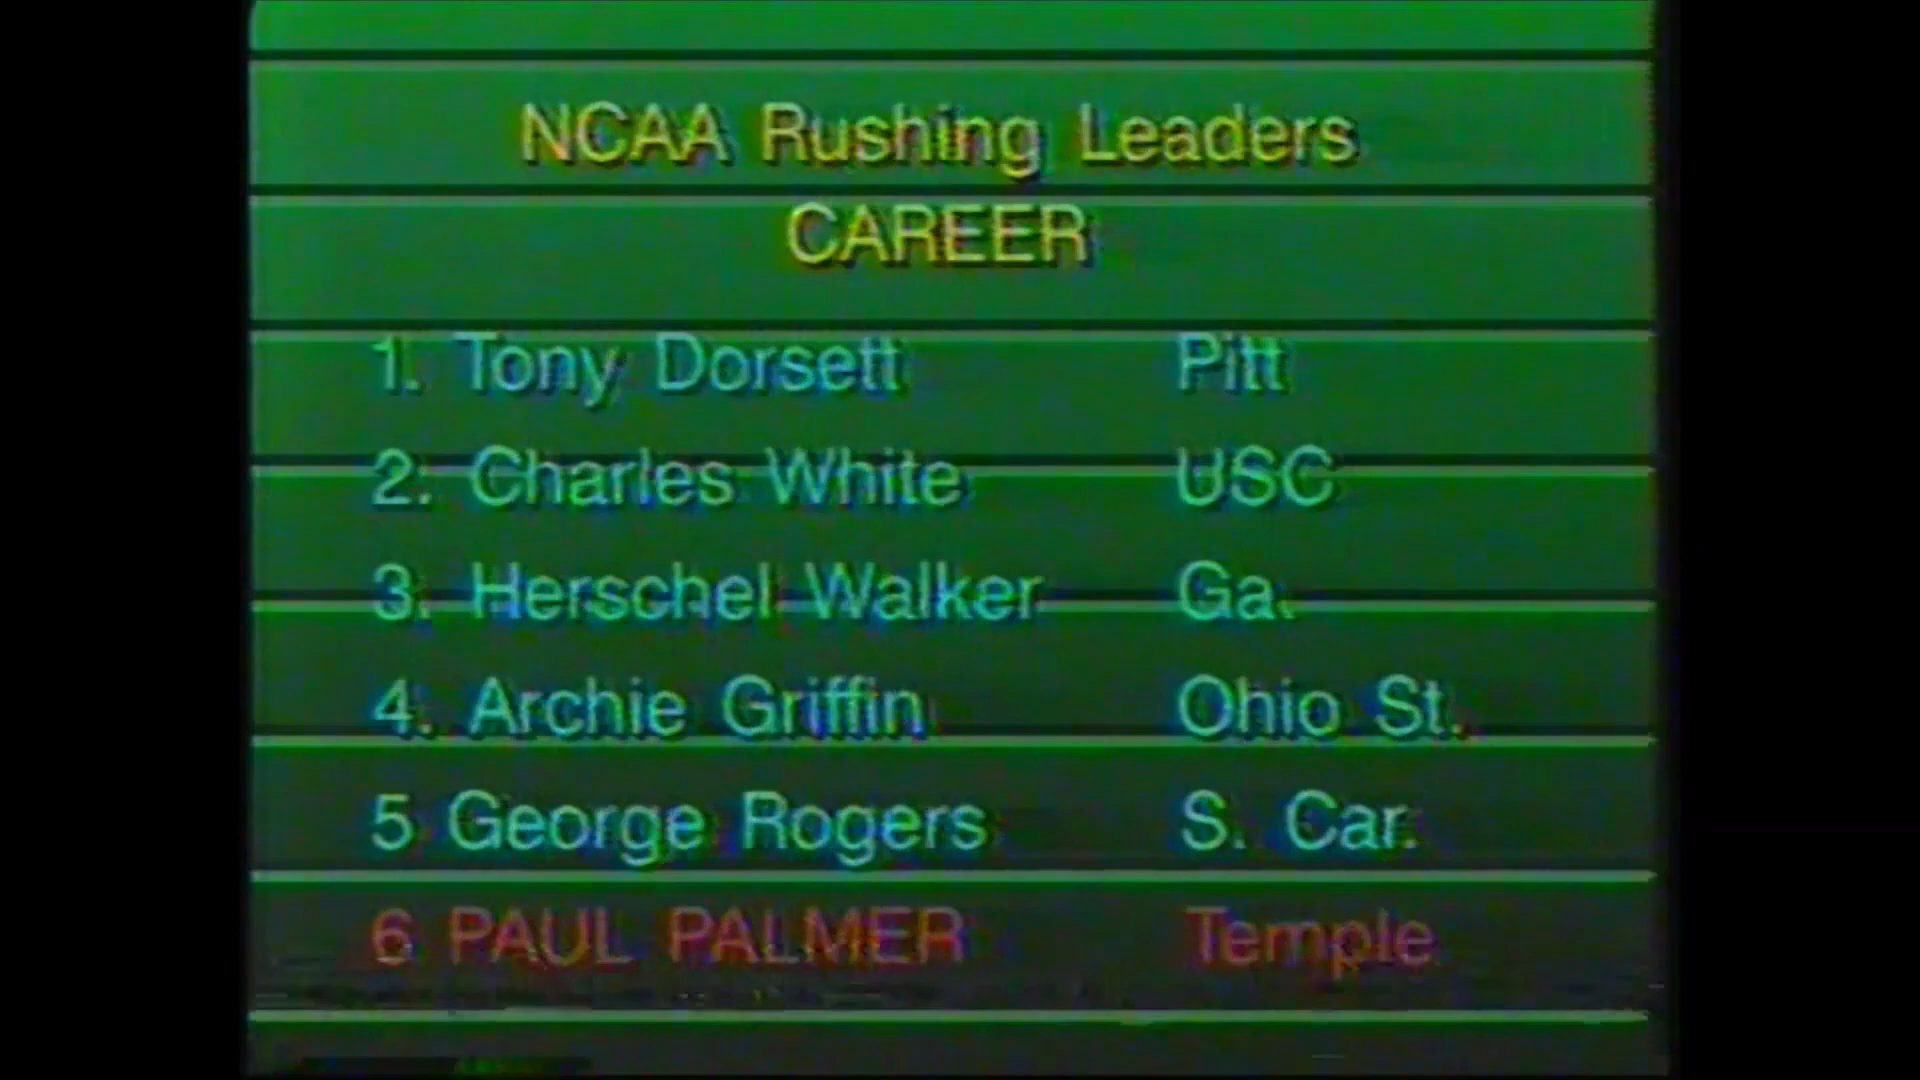 NCAA Rushing Leaders
CAREER
1. Tony Dorsett Pitt
2. Charles White USC
3. Herschel Walker Ga.
4. Archie Griffin Ohio St.
5 George Rogers S. Car.
6 PAUL PALMER Temple